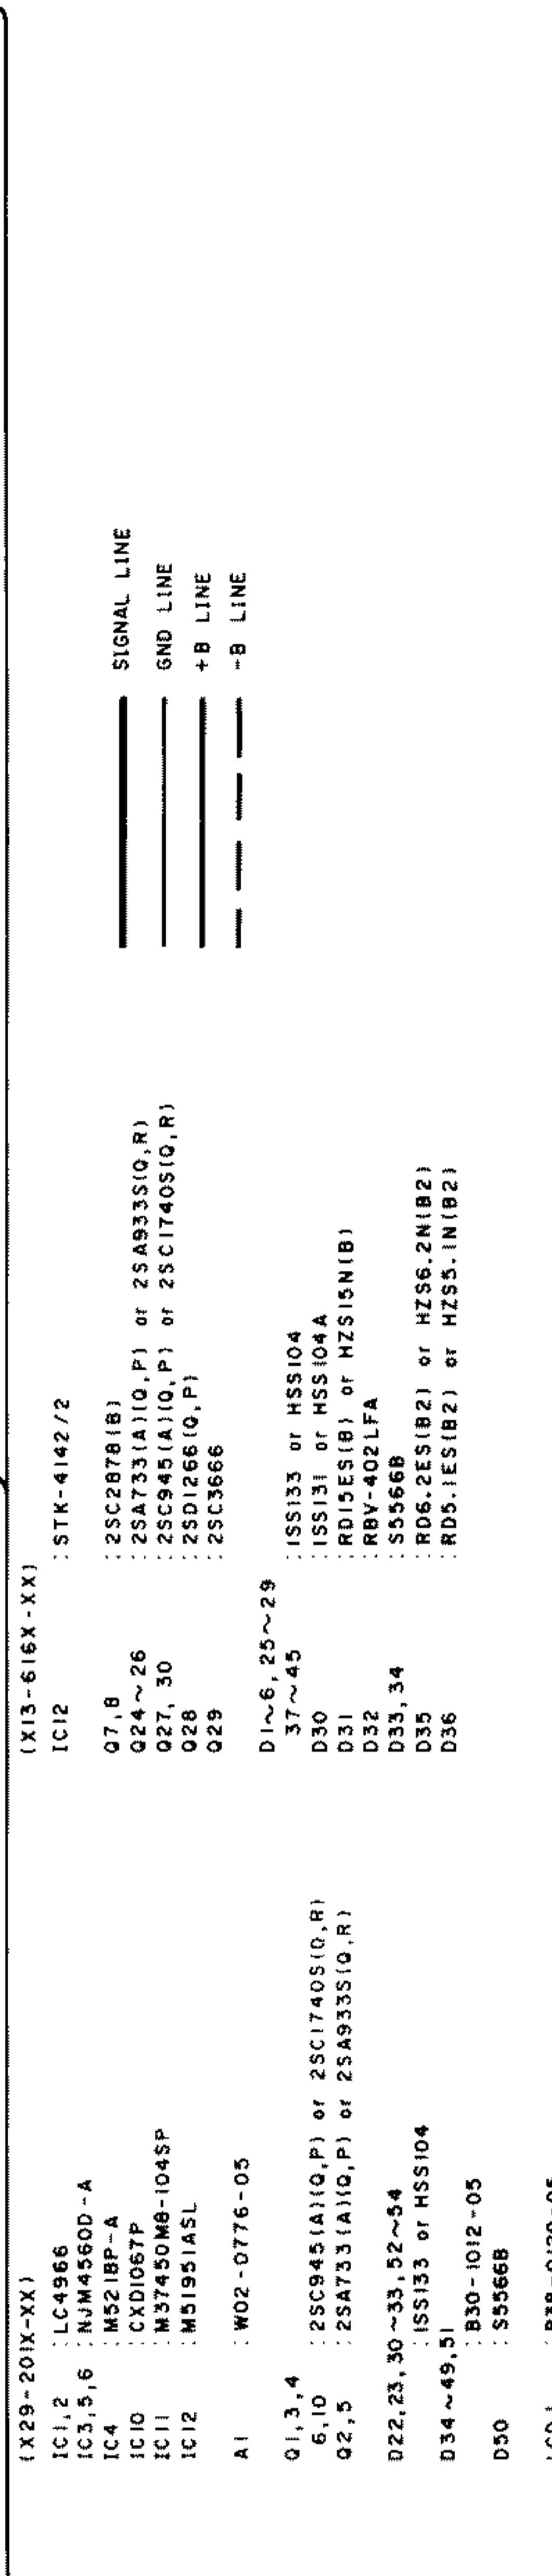 (X29-201X-XX)
IC1,2 : LC4966
IC3,5,6 : NJM4560D-A
IC4 : M5218P-A
IC10 : CXD1067P
IC11 : M37450M8-104SP
IC12 : M51951ASL
A1 : W02-0776-05
Q1,3,4
6,10 : 2SC945(A)(Q,P) or 2SC1740S(Q,R)
Q2,5 : 2SA733(A)(Q,P) or 2SA933S(Q,R)
D22,23,30~33,52~54
: ISS133 or HSS104
D34~49,51
: B30-1012-05
D50 : S5566B
(X13-616X-XX)
IC12 : STK-4142/2
Q7,8 : 2SC2878(B)
Q24~26 : 2SA733(A)(Q,P) or 2SA933S(Q,R)
Q27, 30 : 2SC945(A)(Q,P) or 2SC1740S(Q,R)
Q28 : 2SD1266(Q,P)
Q29 : 2SC3666
D1~6, 25~29
37~45 : ISS133 or HSS104
D30 : ISS131 or HSS104A
D31 : RD15ES(B) or HZS15N(B)
D32 : RBV-402LFA
D33,34 : S5566B
D35 : RD6.2ES(B2) or HZS6.2N(B2)
D36 : RD5.1ES(B2) or HZS5.1N(B2)
SIGNAL LINE
GND LINE
+B LINE
-B LINE